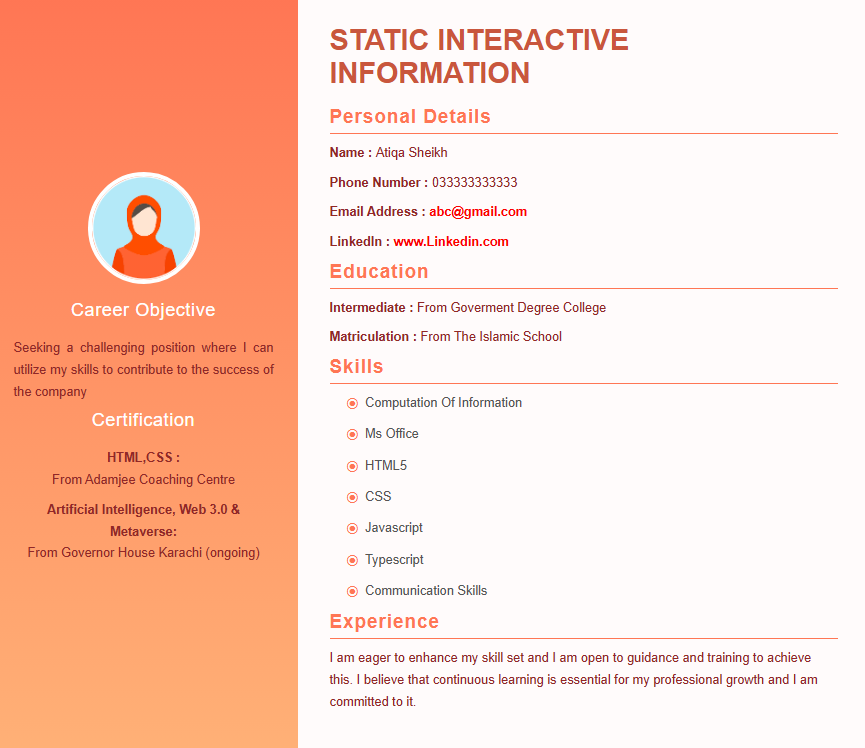 Career Objective
Seeking a challenging position where I can
utilize my skills to contribute to the success of
the company
Certification
HTML,CSS :
From Adamjee Coaching Centre
Artificial Intelligence, Web 3.0 &
Metaverse:
From Governor House Karachi (ongoing)
STATIC INTERACTIVE
INFORMATION
Personal Details
Name : Atiqa Sheikh
Phone Number : 033333333333
Email Address : abc@gmail.com
LinkedIn : www.Linkedin.com
Education
Intermediate : From Goverment Degree College
Matriculation : From The Islamic School
Skills
Computation Of Information
Ms Office
HTML5
CSS
Javascript
Typescript
Communication Skills
Experience
I am eager to enhance my skill set and I am open to guidance and training to achieve
this. I believe that continuous learning is essential for my professional growth and I am
committed to it.